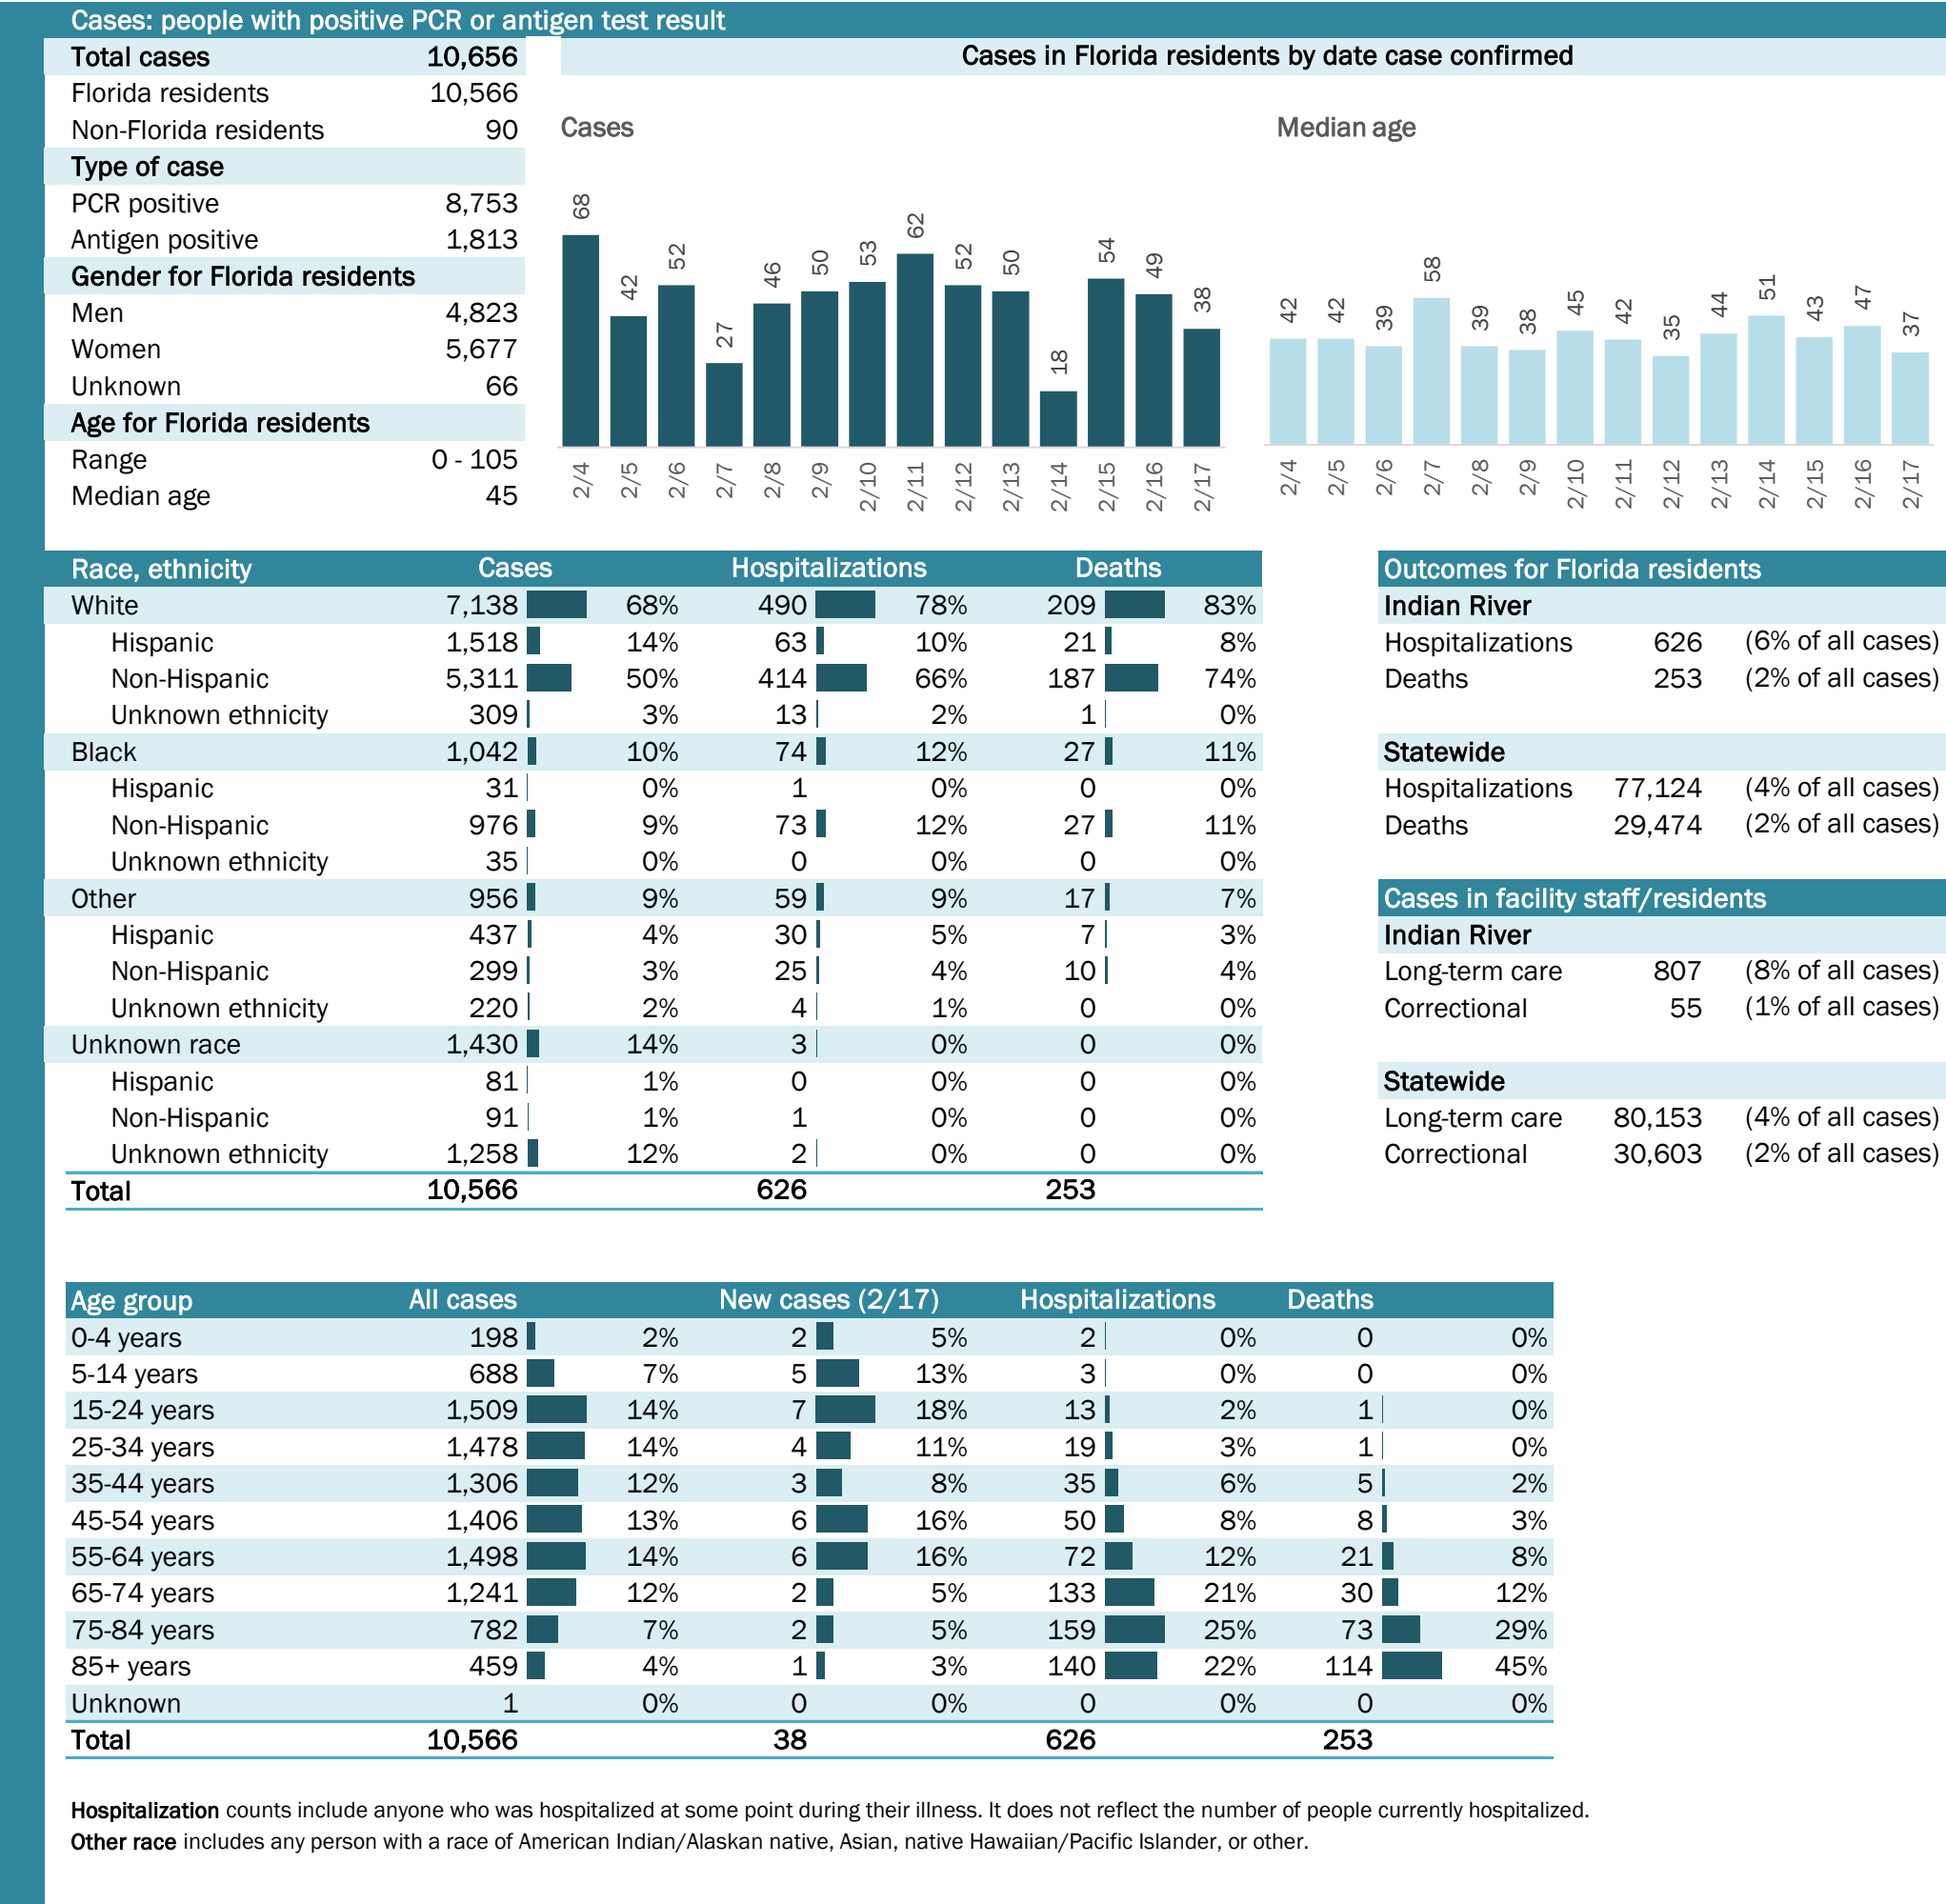 Cases: people with positive PCR or antigen test result
Total cases 10,656
Florida residents 10,566
Non-Florida residents 90
Type of case
PCR positive 8,753
Antigen positive 1,813
Gender for Florida residents
Men 4,823
Women 5,677
Unknown 66
Age for Florida residents
Range 0 - 105
Median age 45
Cases in Florida residents by date case confirmed
Cases
68 42 52 27 46 50 53 62 52 50 18 54 49 38
2/4 2/5 2/6 2/7 2/8 2/9 2/10 2/11 2/12 2/13 2/14 2/15 2/16 2/17
Median age
42 42 39 58 39 38 45 42 35 44 51 43 47 37
2/4 2/5 2/6 2/7 2/8 2/9 2/10 2/11 2/12 2/13 2/14 2/15 2/16 2/17
Race, ethnicity Cases Hospitalizations Deaths
White 7,138 68% 490 78% 209 83%
Hispanic 1,518 14% 63 10% 21 8%
Non-Hispanic 5,311 50% 414 66% 187 74%
Unknown ethnicity 309 3% 13 2% 1 0%
Black 1,042 10% 74 12% 27 11%
Hispanic 31 0% 1 0% 0 0%
Non-Hispanic 976 9% 73 12% 27 11%
Unknown ethnicity 35 0% 0 0% 0 0%
Other 956 9% 59 9% 17 7%
Hispanic 437 4% 30 5% 7 3%
Non-Hispanic 299 3% 25 4% 10 4%
Unknown ethnicity 220 2% 4 1% 0 0%
Unknown race 1,430 14% 3 0% 0 0%
Hispanic 81 1% 0 0% 0 0%
Non-Hispanic 91 1% 1 0% 0 0%
Unknown ethnicity 1,258 12% 2 0% 0 0%
Total 10,566 626 253
Outcomes for Florida residents
Indian River
Hospitalizations 626 (6% of all cases)
Deaths 253 (2% of all cases)
Statewide
Hospitalizations 77,124 (4% of all cases)
Deaths 29,474 (2% of all cases)
Cases in facility staff/residents
Indian River
Long-term care 807 (8% of all cases)
Correctional 55 (1% of all cases)
Statewide
Long-term care 80,153 (4% of all cases)
Correctional 30,603 (2% of all cases)
Age group All cases New cases (2/17) Hospitalizations Deaths
0-4 years 198 2% 2 5% 2 0% 0 0%
5-14 years 688 7% 5 13% 3 0% 0 0%
15-24 years 1,509 14% 7 18% 13 2% 1 0%
25-34 years 1,478 14% 4 11% 19 3% 1 0%
35-44 years 1,306 12% 3 8% 35 6% 5 2%
45-54 years 1,406 13% 6 16% 50 8% 8 3%
55-64 years 1,498 14% 6 16% 72 12% 21 8%
65-74 years 1,241 12% 2 5% 133 21% 30 12%
75-84 years 782 7% 2 5% 159 25% 73 29%
85+ years 459 4% 1 3% 140 22% 114 45%
Unknown 1 0% 0 0% 0 0% 0 0%
Total 10,566 38 626 253
Hospitalization counts include anyone who was hospitalized at some point during their illness. It does not reflect the number of people currently hospitalized.
Other race includes any person with a race of American Indian/Alaskan native, Asian, native Hawaiian/Pacific Islander, or other.